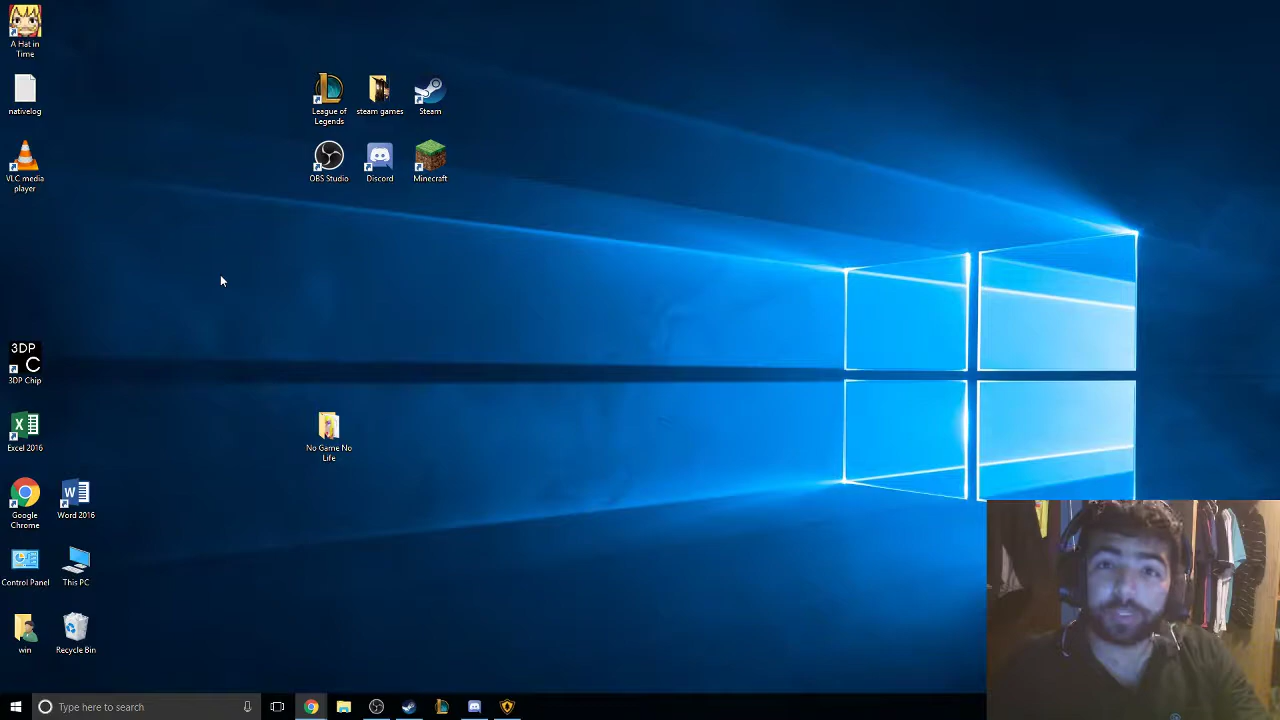 A Hat in
Time
nativelog
VLC media
player
League of
Legends
steam games
Steam
OBS Studio
Discord
Minecraft
3DP
C
3DP Chip
Excel 2016
No Game No
Life
Google
Chrome
Word 2016
Control Panel
This PC
win
Recycle Bin
Type here to search